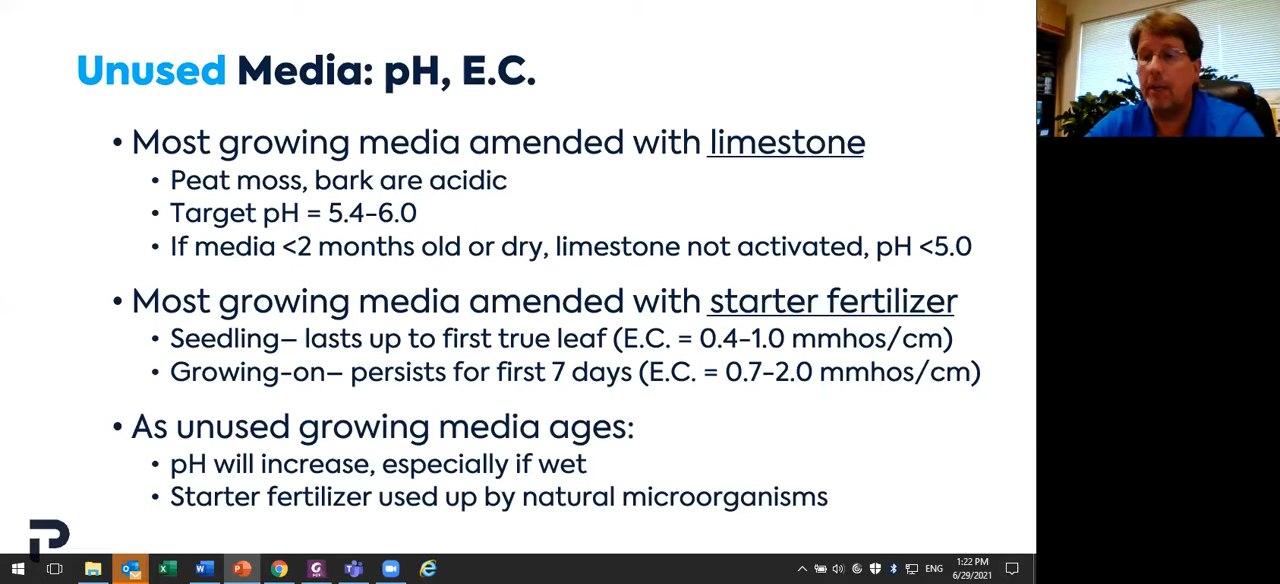 Unused Media: pH, E.C.
• Most growing media amended with limestone
• Peat moss, bark are acidic
• Target pH = 5.4-6.0
• If media <2 months old or dry, limestone not activated, pH <5.0
• Most growing media amended with starter fertilizer
• Seedling– lasts up to first true leaf (E.C. = 0.4-1.0 mmhos/cm)
• Growing-on– persists for first 7 days (E.C. = 0.7-2.0 mmhos/cm)
• As unused growing media ages:
• pH will increase, especially if wet
• Starter fertilizer used up by natural microorganisms
ENG
1:22 PM
6/29/2021